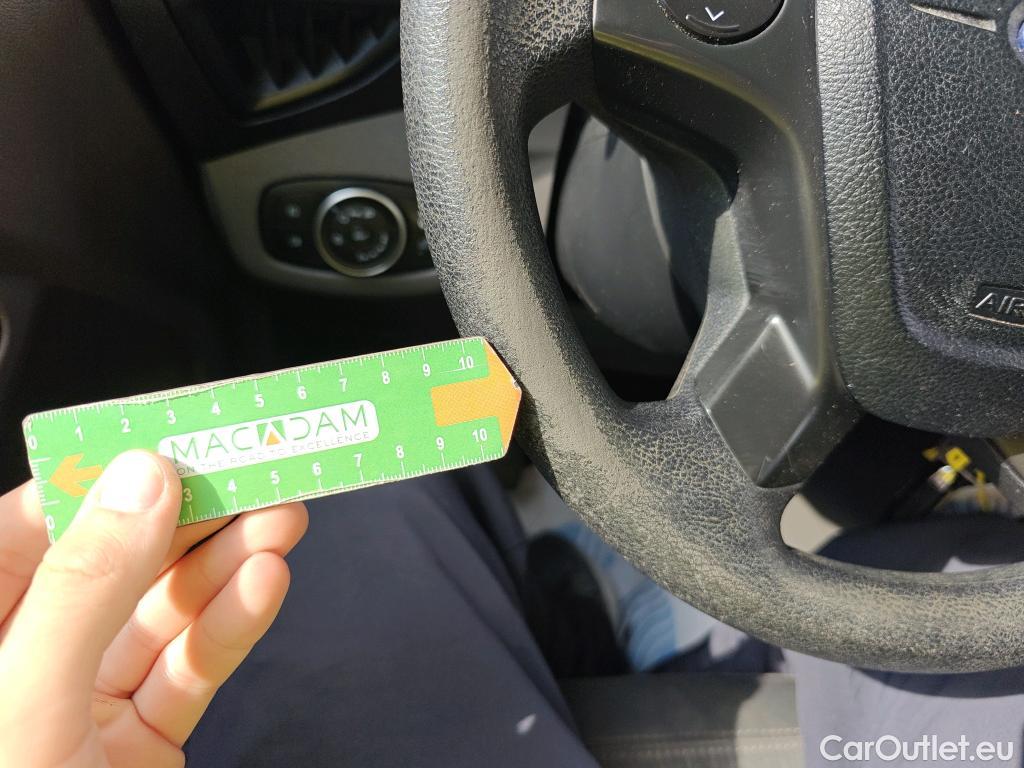 0 1 2 3 4 5 6 7 8 9 10
MACADAM
ON THE ROAD TO EXCELLENCE
0 3 4 5 6 7 8 9 10
AIR
CarOutlet.eu